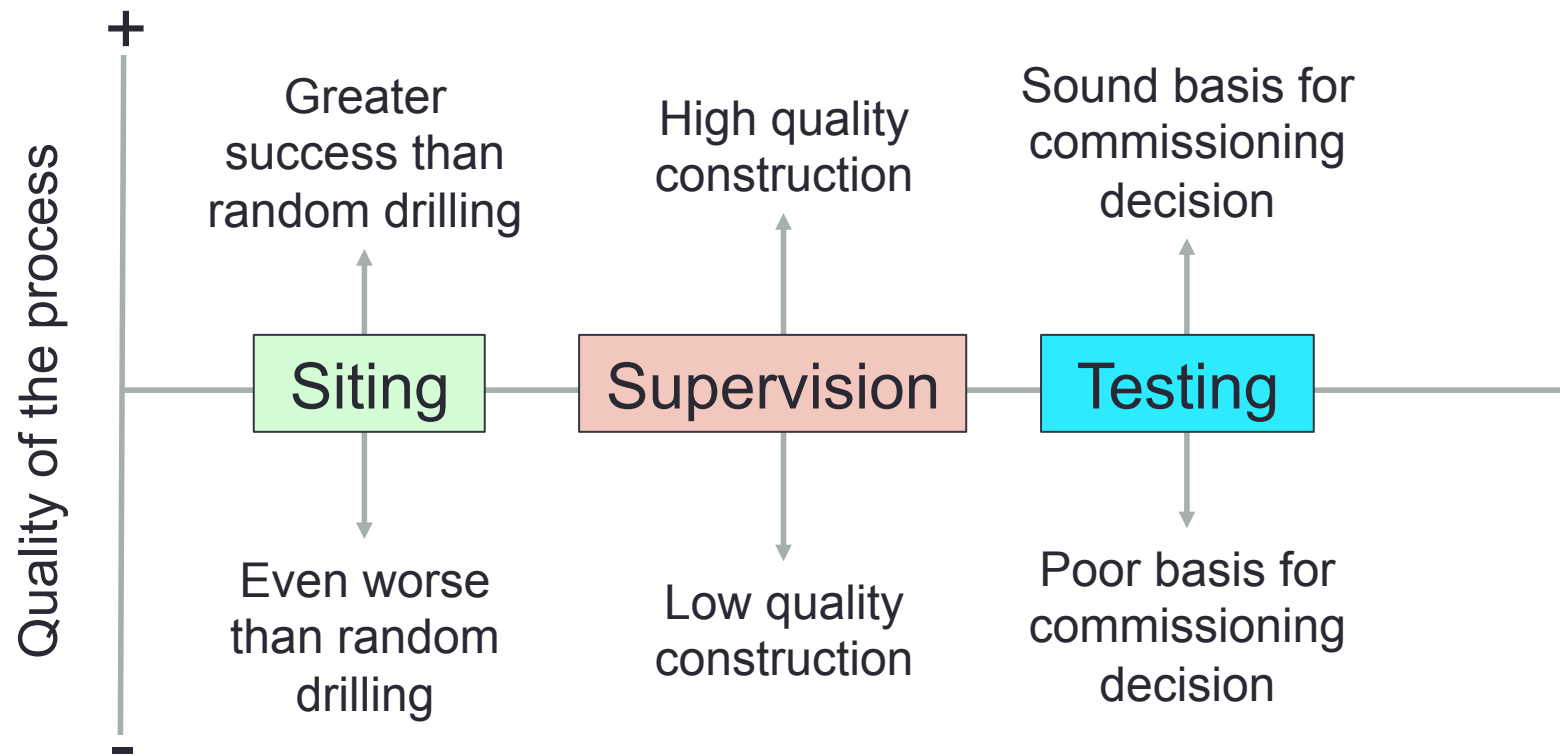 +
Quality of the process
Greater
success than
random drilling
High quality
construction
Sound basis for
commissioning
decision
Siting
Supervision
Testing
Even worse
than random
drilling
Low quality
construction
Poor basis for
commissioning
decision
-